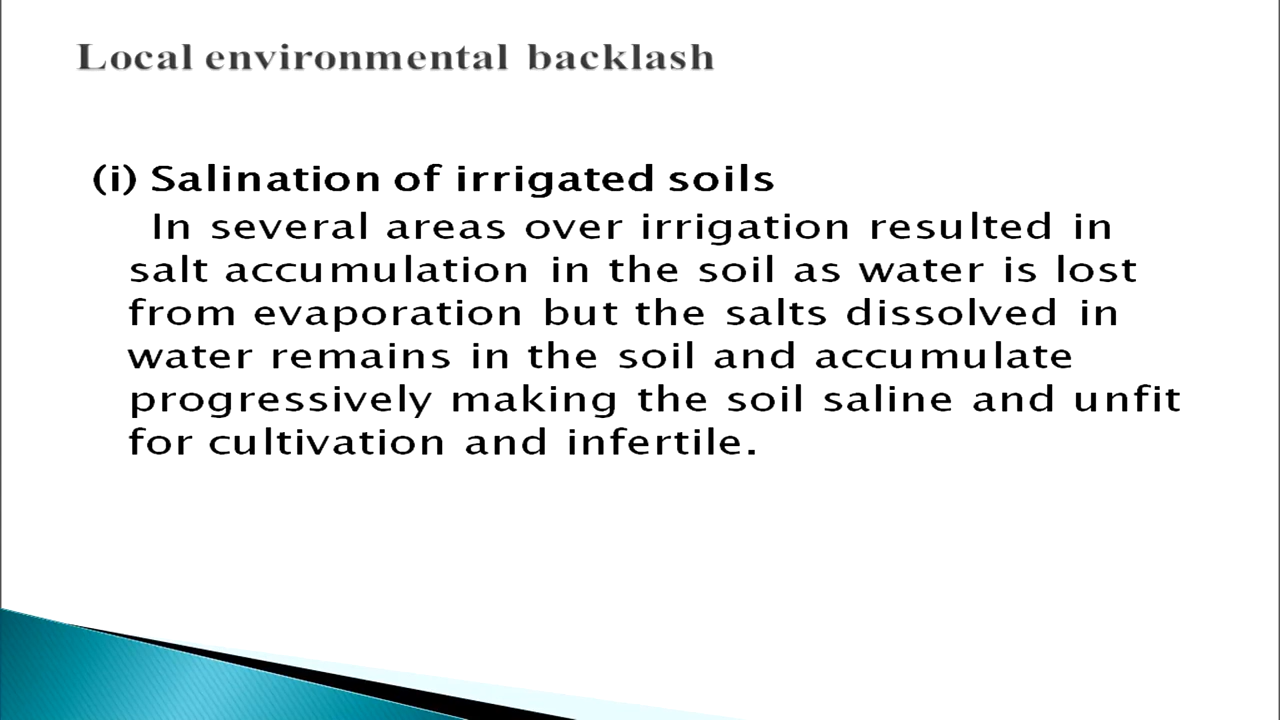 Local environmental backlash
(i) Salination of irrigated soils
In several areas over irrigation resulted in
salt accumulation in the soil as water is lost
from evaporation but the salts dissolved in
water remains in the soil and accumulate
progressively making the soil saline and unfit
for cultivation and infertile.